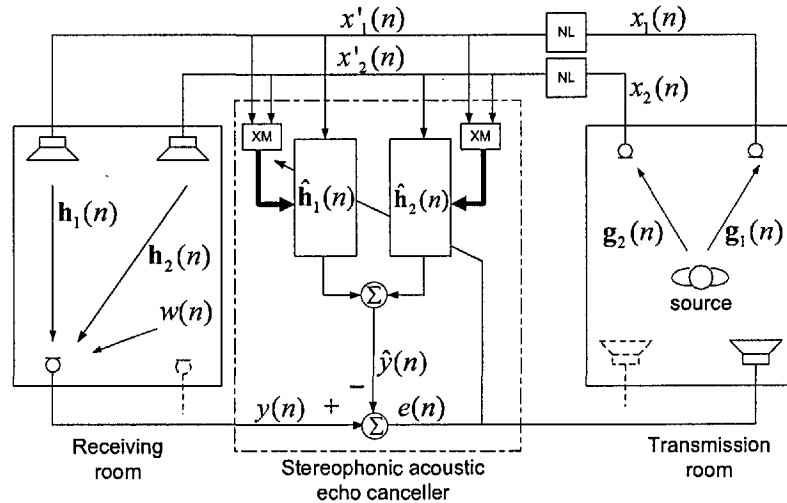 x'₁(n)
NL
x₁(n)
x'₂(n)
NL
x₂(n)
XM
XM
h₁(n)
ĥ₁(n)
ĥ₂(n)
h₂(n)
g₂(n)
g₁(n)
w(n)
Σ
source
ŷ(n)
−
y(n)
+
Σ
e(n)
Receiving
room
Stereophonic acoustic
echo canceller
Transmission
room